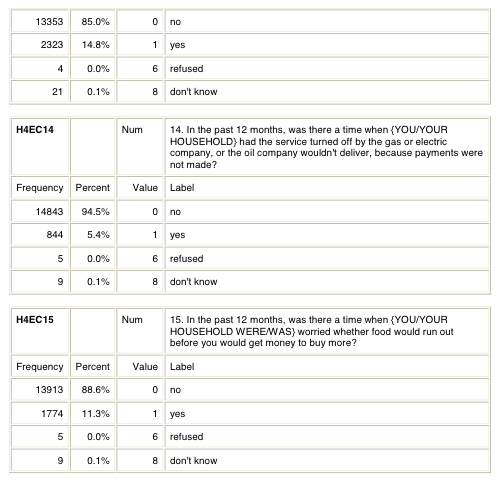 13353 85.0% 0 no
2323 14.8% 1 yes
4 0.0% 6 refused
21 0.1% 8 don't know
H4EC14 Num 14. In the past 12 months, was there a time when {YOU/YOUR
HOUSEHOLD} had the service turned off by the gas or electric
company, or the oil company wouldn't deliver, because payments were
not made?
Frequency Percent Value Label
14843 94.5% 0 no
844 5.4% 1 yes
5 0.0% 6 refused
9 0.1% 8 don't know
H4EC15 Num 15. In the past 12 months, was there a time when {YOU/YOUR
HOUSEHOLD WERE/WAS} worried whether food would run out
before you would get money to buy more?
Frequency Percent Value Label
13913 88.6% 0 no
1774 11.3% 1 yes
5 0.0% 6 refused
9 0.1% 8 don't know